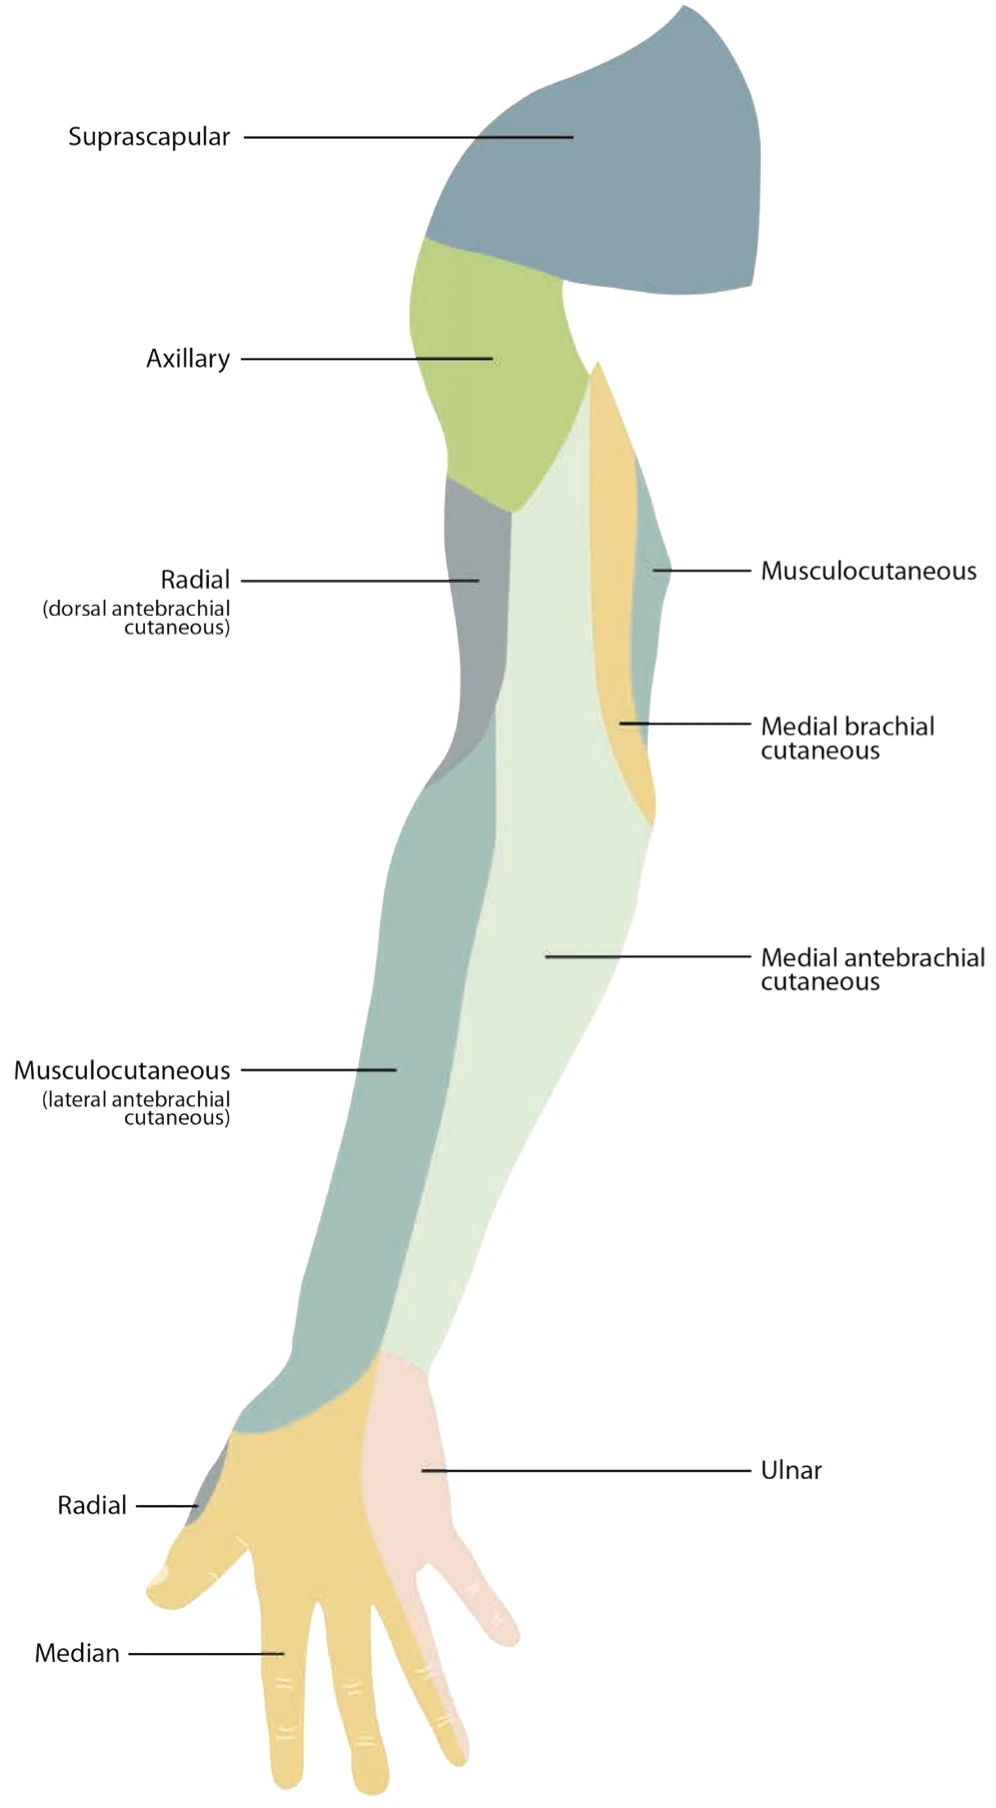 Suprascapular
Axillary
Radial
(dorsal antebrachial
cutaneous)
Musculocutaneous
Medial brachial
cutaneous
Medial antebrachial
cutaneous
Musculocutaneous
(lateral antebrachial
cutaneous)
Ulnar
Radial
Median